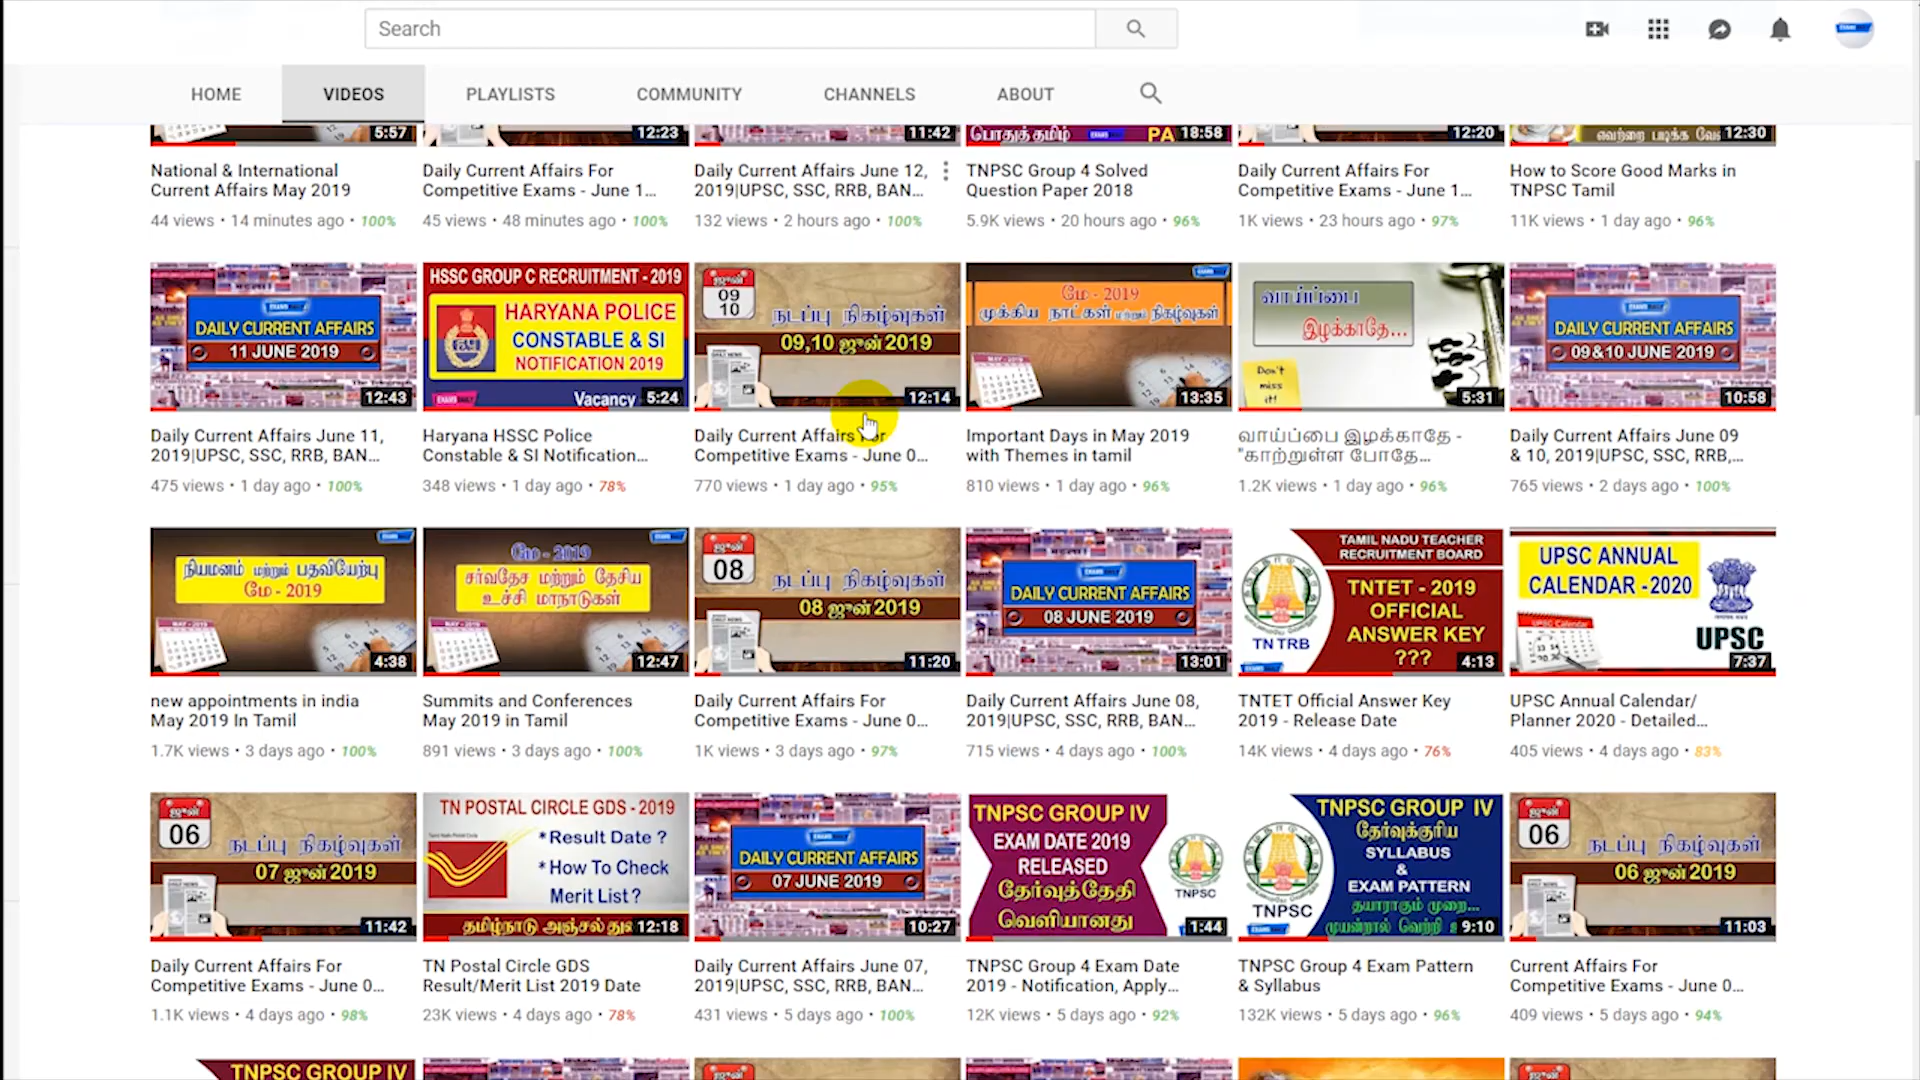 Search
HOME
VIDEOS
PLAYLISTS
COMMUNITY
CHANNELS
ABOUT
5:57
12:23
11:42
பொதுத் தமிழ்
PA 18:58
12:20
12:30
National & International
Current Affairs May 2019
44 views • 14 minutes ago • 100%
Daily Current Affairs For
Competitive Exams - June 1...
45 views • 48 minutes ago • 100%
Daily Current Affairs June 12,
2019|UPSC, SSC, RRB, BAN...
132 views • 2 hours ago • 100%
TNPSC Group 4 Solved
Question Paper 2018
5.9K views • 20 hours ago • 96%
Daily Current Affairs For
Competitive Exams - June 1...
1K views • 23 hours ago • 97%
How to Score Good Marks in
TNPSC Tamil
11K views • 1 day ago • 96%
DAILY CURRENT AFFAIRS
11 JUNE 2019
12:43
HSSC GROUP C RECRUITMENT - 2019
HARYANA POLICE
CONSTABLE & SI
NOTIFICATION 2019
Vacancy 5:24
ஜூன்
09
10
நடப்பு நிகழ்வுகள்
09,10 ஜூன் 2019
12:14
மே - 2019
முக்கிய நாட்கள் மற்றும் நிகழ்வுகள்
13:35
வாய்ப்பை
இழக்காதே...
Don't
miss
it!
5:31
DAILY CURRENT AFFAIRS
09&10 JUNE 2019
10:58
Daily Current Affairs June 11,
2019|UPSC, SSC, RRB, BAN...
475 views • 1 day ago • 100%
Haryana HSSC Police
Constable & SI Notification...
348 views • 1 day ago • 78%
Daily Current Affairs For
Competitive Exams - June 0...
770 views • 1 day ago • 95%
Important Days in May 2019
with Themes in tamil
810 views • 1 day ago • 96%
வாய்ப்பை இழக்காதே -
"காற்றுள்ள போதே...
1.2K views • 1 day ago • 96%
Daily Current Affairs June 09
& 10, 2019|UPSC, SSC, RRB,...
765 views • 2 days ago • 100%
நியமனம் மற்றும் பதவியேற்பு
மே - 2019
4:38
மே - 2019
சர்வதேச மற்றும் தேசிய
உச்சி மாநாடுகள்
12:47
ஜூன்
08
நடப்பு நிகழ்வுகள்
08 ஜூன் 2019
11:20
DAILY CURRENT AFFAIRS
08 JUNE 2019
13:01
TAMIL NADU TEACHER
RECRUITMENT BOARD
TNTET - 2019
OFFICIAL
ANSWER KEY
???
TN TRB
4:13
UPSC ANNUAL
CALENDAR -2020
UPSC Calendar
UPSC
7:37
new appointments in india
May 2019 In Tamil
1.7K views • 3 days ago • 100%
Summits and Conferences
May 2019 in Tamil
891 views • 3 days ago • 100%
Daily Current Affairs For
Competitive Exams - June 0...
1K views • 3 days ago • 97%
Daily Current Affairs June 08,
2019|UPSC, SSC, RRB, BAN...
715 views • 4 days ago • 100%
TNTET Official Answer Key
2019 - Release Date
14K views • 4 days ago • 76%
UPSC Annual Calendar/
Planner 2020 - Detailed...
405 views • 4 days ago • 83%
ஜூன்
06
நடப்பு நிகழ்வுகள்
07 ஜூன் 2019
11:42
TN POSTAL CIRCLE GDS - 2019
*Result Date ?
*How To Check
Merit List ?
தமிழ்நாடு அஞ்சல் 12:18
DAILY CURRENT AFFAIRS
07 JUNE 2019
10:27
TNPSC GROUP IV
EXAM DATE 2019
RELEASED
தேர்வுத்தேதி
வெளியானது
TNPSC
1:44
TNPSC GROUP IV
தேர்வுக்குரிய
SYLLABUS
&
EXAM PATTERN
தயாராகும் முறை...
முயன்றால் வெற்றி
TNPSC
9:10
ஜூன்
06
நடப்பு நிகழ்வுகள்
06 ஜூன் 2019
11:03
Daily Current Affairs For
Competitive Exams - June 0...
1.1K views • 4 days ago • 98%
TN Postal Circle GDS
Result/Merit List 2019 Date
23K views • 4 days ago • 78%
Daily Current Affairs June 07,
2019|UPSC, SSC, RRB, BAN...
431 views • 5 days ago • 100%
TNPSC Group 4 Exam Date
2019 - Notification, Apply...
12K views • 5 days ago • 92%
TNPSC Group 4 Exam Pattern
& Syllabus
132K views • 5 days ago • 96%
Current Affairs For
Competitive Exams - June 0...
409 views • 5 days ago • 94%
TNPSC GROUP IV